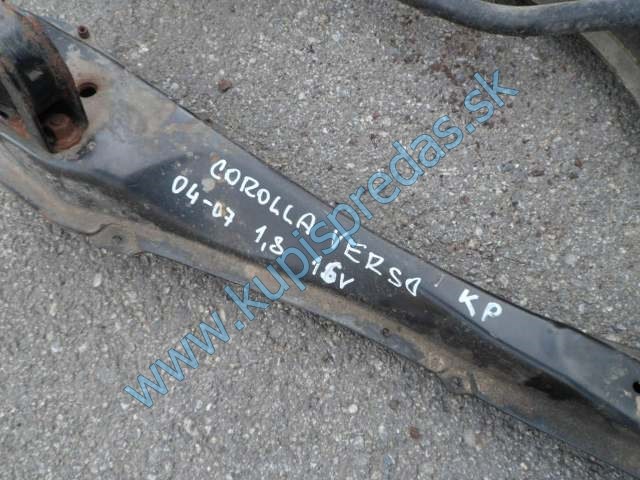 COROLLA VERSO KP
04-07 1,8 16V
www.kupispredas.sk